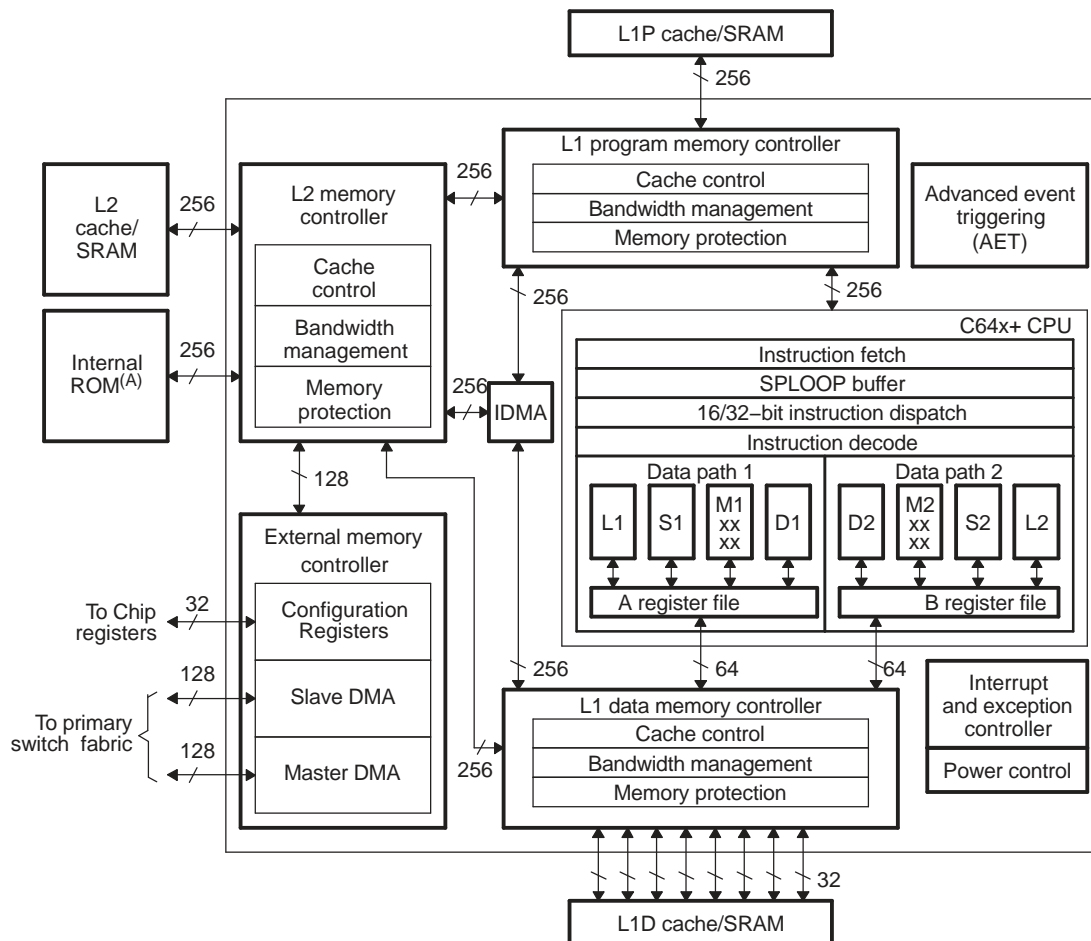 L1P cache/SRAM
256
L1 program memory controller
Cache control
Bandwidth management
Memory protection
Advanced event
triggering
(AET)
L2
cache/
SRAM
256
L2 memory
controller
256
Cache
control
Bandwidth
management
Memory
protection
Internal
ROM(A)
256
256
256
256
IDMA
C64x+ CPU
Instruction fetch
SPLOOP buffer
16/32–bit instruction dispatch
Instruction decode
Data path 1
Data path 2
L1
S1
M1
xx
xx
D1
D2
M2
xx
xx
S2
L2
A register file
B register file
128
External memory
controller
Configuration
Registers
Slave DMA
Master DMA
To Chip
registers
32
To primary
switch fabric
128
128
256
64
64
256
L1 data memory controller
Cache control
Bandwidth management
Memory protection
Interrupt
and exception
controller
Power control
32
L1D cache/SRAM